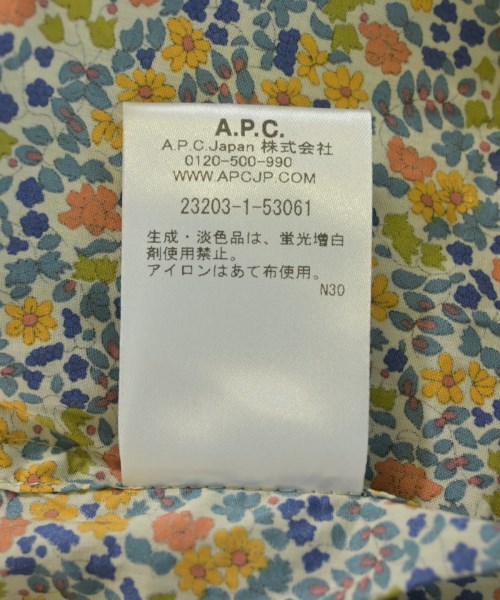 A.P.C.
A.P.C.Japan 株式会社
0120-500-990
WWW.APCJP.COM
23203-1-53061
生成・淡色品は、蛍光増白
剤使用禁止。
アイロンはあて布使用。
N30